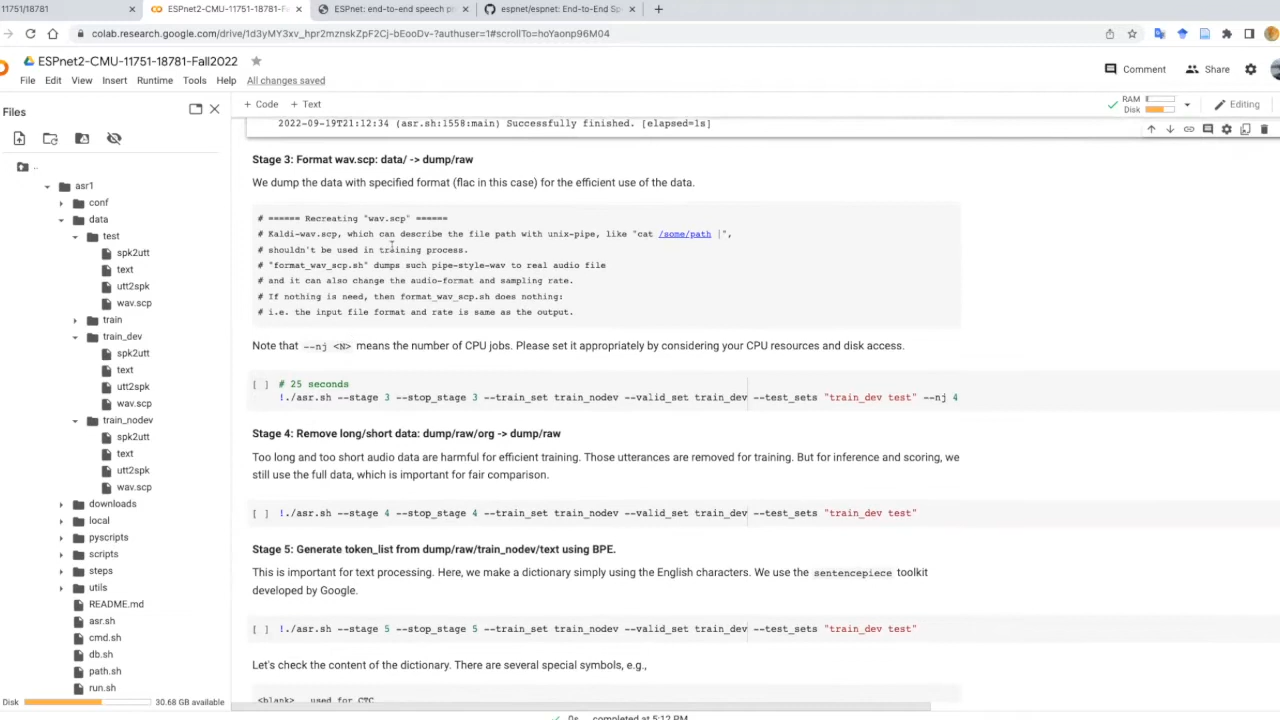 11751/18781
ESPnet2-CMU-11751-18781-F
ESPnet: end-to-end speech pr
espnet/espnet: End-to-End Sp
colab.research.google.com/drive/1d3yMY3xv_hpr2mznskZpF2Cj-bEooDv-?authuser=1#scrollTo=hoYaonp96M04
ESPnet2-CMU-11751-18781-Fall2022
File Edit View Insert Runtime Tools Help All changes saved
Comment Share
Files
+ Code + Text
RAM
Disk
Editing
2022-09-19T21:12:34 (asr.sh:1558:main) Successfully finished. [elapsed=1s]
..
asr1
conf
data
test
spk2utt
text
utt2spk
wav.scp
train
train_dev
spk2utt
text
utt2spk
wav.scp
train_nodev
spk2utt
text
utt2spk
wav.scp
downloads
local
pyscripts
scripts
steps
utils
README.md
asr.sh
cmd.sh
db.sh
path.sh
run.sh
Disk 30.68 GB available
Stage 3: Format wav.scp: data/ -> dump/raw
We dump the data with specified format (flac in this case) for the efficient use of the data.
# ====== Recreating "wav.scp" ======
# Kaldi-wav.scp, which can describe the file path with unix-pipe, like "cat /some/path |",
# shouldn't be used in training process.
# "format_wav_scp.sh" dumps such pipe-style-wav to real audio file
# and it can also change the audio-format and sampling rate.
# If nothing is need, then format_wav_scp.sh does nothing:
# i.e. the input file format and rate is same as the output.
Note that --nj <N> means the number of CPU jobs. Please set it appropriately by considering your CPU resources and disk access.
[ ] # 25 seconds
!./asr.sh --stage 3 --stop_stage 3 --train_set train_nodev --valid_set train_dev --test_sets "train_dev test" --nj 4
Stage 4: Remove long/short data: dump/raw/org -> dump/raw
Too long and too short audio data are harmful for efficient training. Those utterances are removed for training. But for inference and scoring, we
still use the full data, which is important for fair comparison.
[ ] !./asr.sh --stage 4 --stop_stage 4 --train_set train_nodev --valid_set train_dev --test_sets "train_dev test"
Stage 5: Generate token_list from dump/raw/train_nodev/text using BPE.
This is important for text processing. Here, we make a dictionary simply using the English characters. We use the sentencepiece toolkit
developed by Google.
[ ] !./asr.sh --stage 5 --stop_stage 5 --train_set train_nodev --valid_set train_dev --test_sets "train_dev test"
Let's check the content of the dictionary. There are several special symbols, e.g.,
<blank> used for CTC
0s completed at 5:12 PM